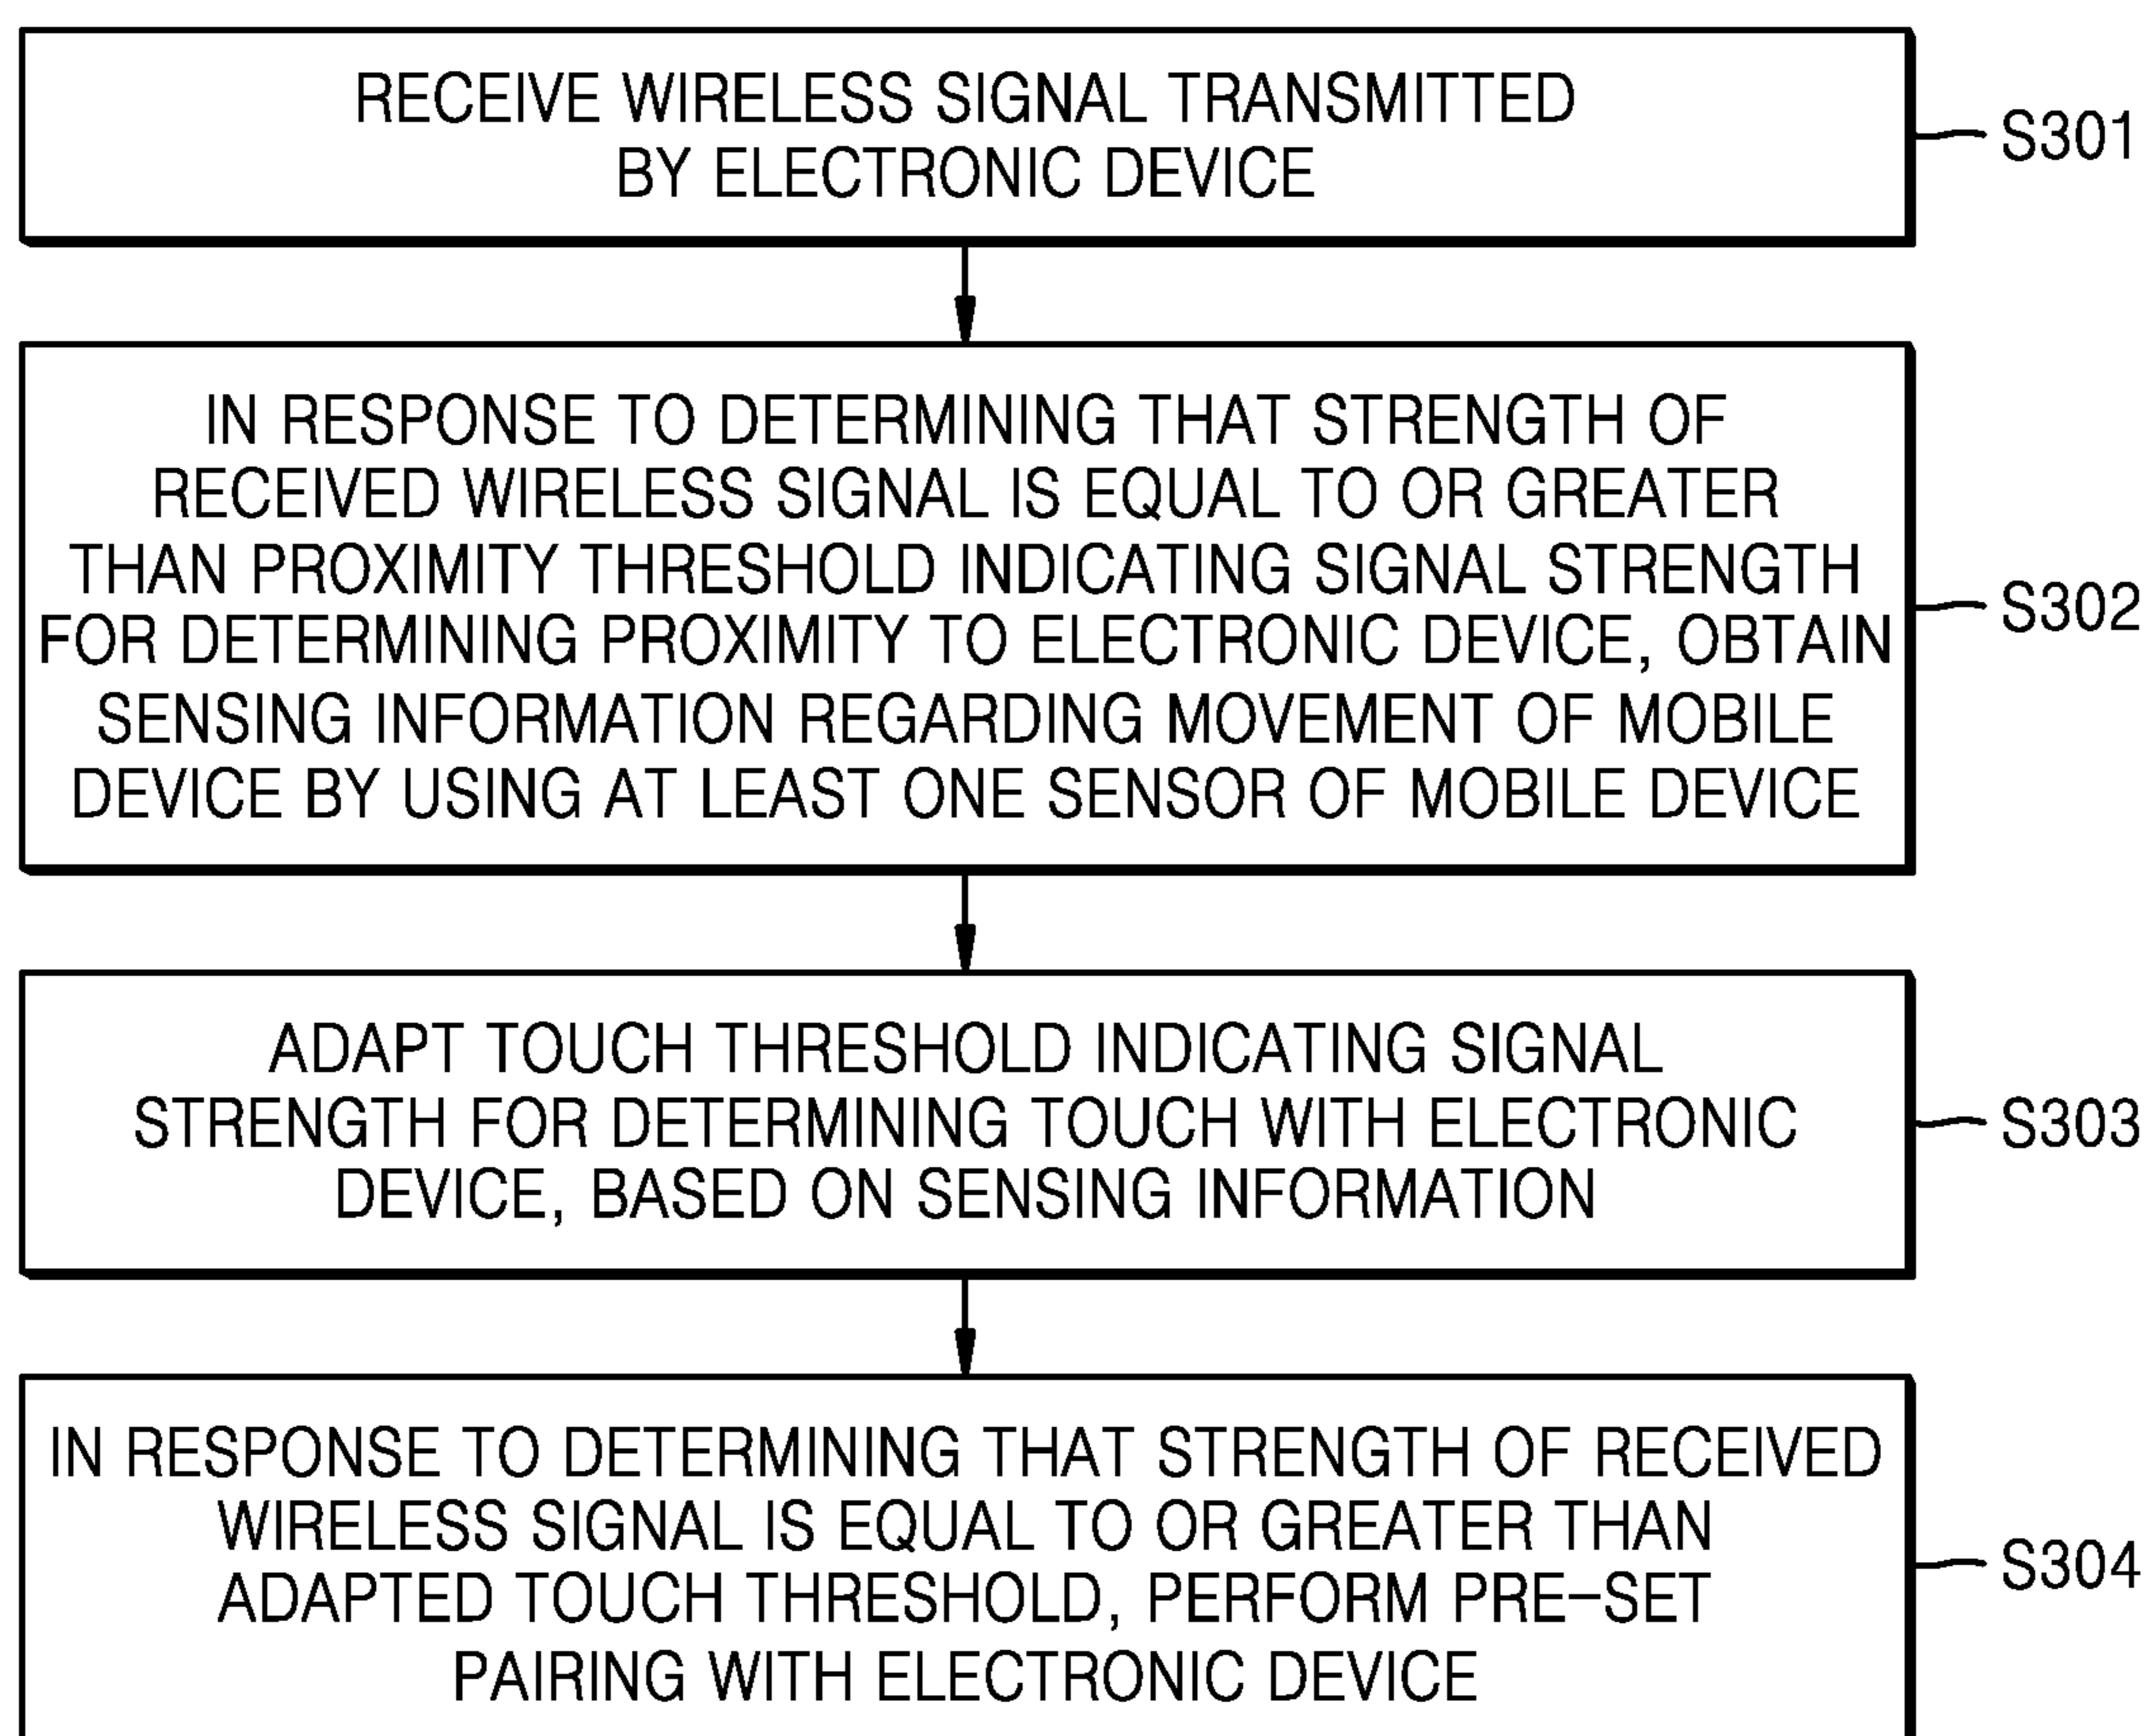 RECEIVE WIRELESS SIGNAL TRANSMITTED
BY ELECTRONIC DEVICE
S301
IN RESPONSE TO DETERMINING THAT STRENGTH OF
RECEIVED WIRELESS SIGNAL IS EQUAL TO OR GREATER
THAN PROXIMITY THRESHOLD INDICATING SIGNAL STRENGTH
FOR DETERMINING PROXIMITY TO ELECTRONIC DEVICE, OBTAIN
SENSING INFORMATION REGARDING MOVEMENT OF MOBILE
DEVICE BY USING AT LEAST ONE SENSOR OF MOBILE DEVICE
S302
ADAPT TOUCH THRESHOLD INDICATING SIGNAL
STRENGTH FOR DETERMINING TOUCH WITH ELECTRONIC
DEVICE, BASED ON SENSING INFORMATION
S303
IN RESPONSE TO DETERMINING THAT STRENGTH OF RECEIVED
WIRELESS SIGNAL IS EQUAL TO OR GREATER THAN
ADAPTED TOUCH THRESHOLD, PERFORM PRE-SET
PAIRING WITH ELECTRONIC DEVICE
S304